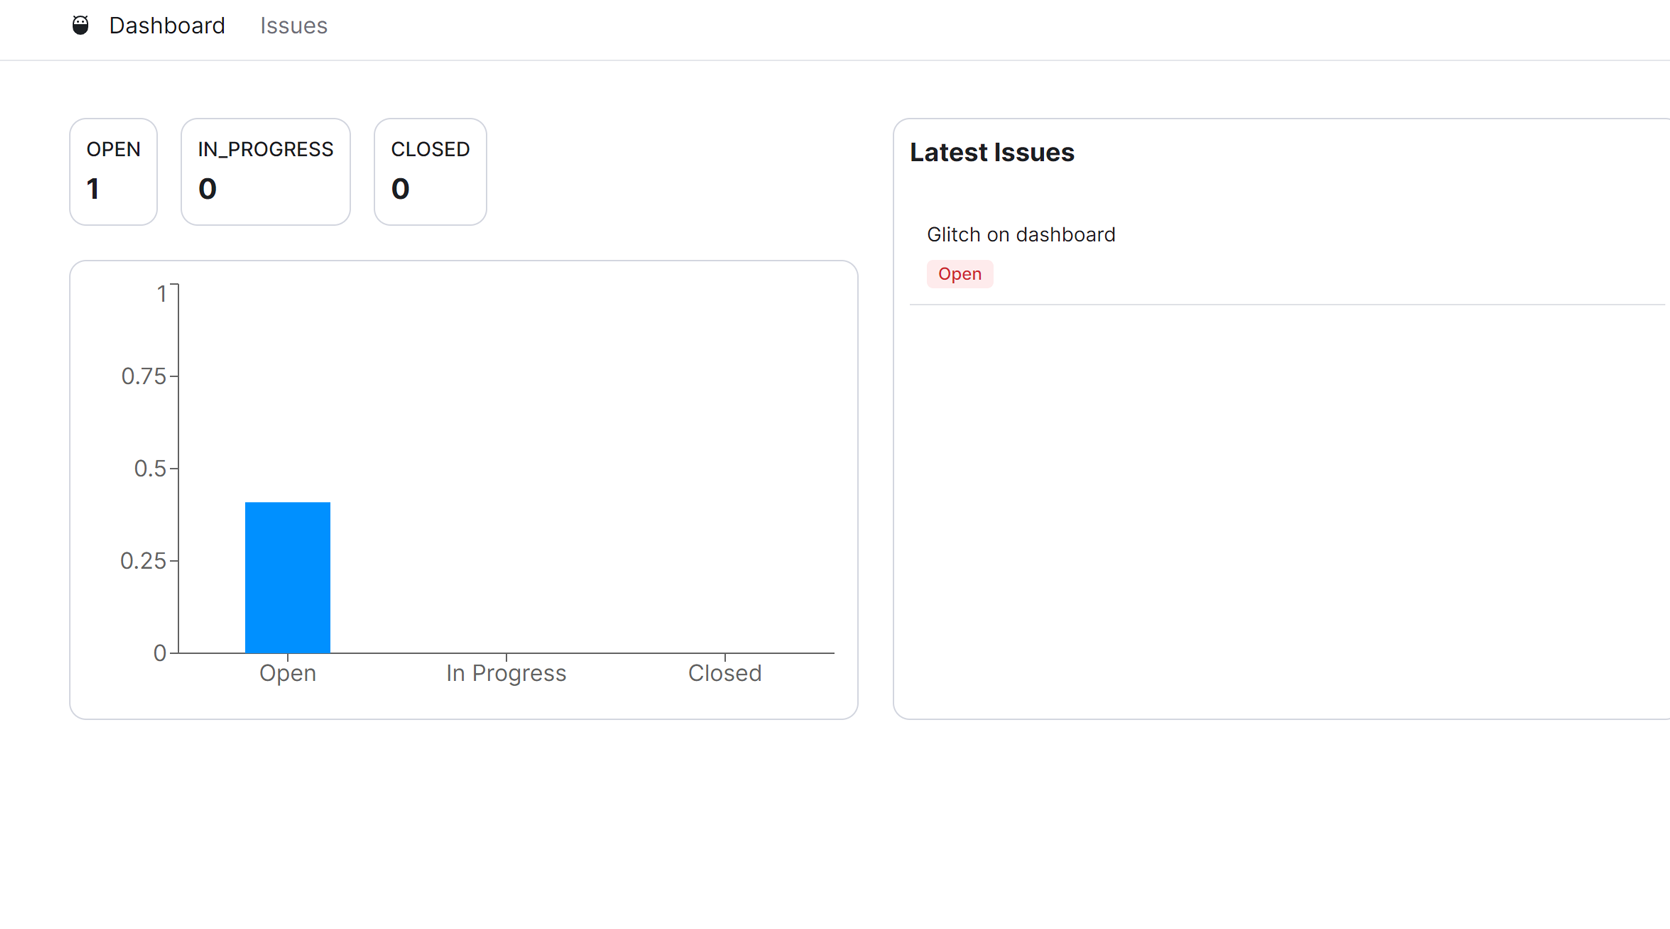 Dashboard Issues
OPEN IN_PROGRESS CLOSED
1 0 0
1
0.75
0.5
0.25
0
Open In Progress Closed
Latest Issues
Glitch on dashboard
Open